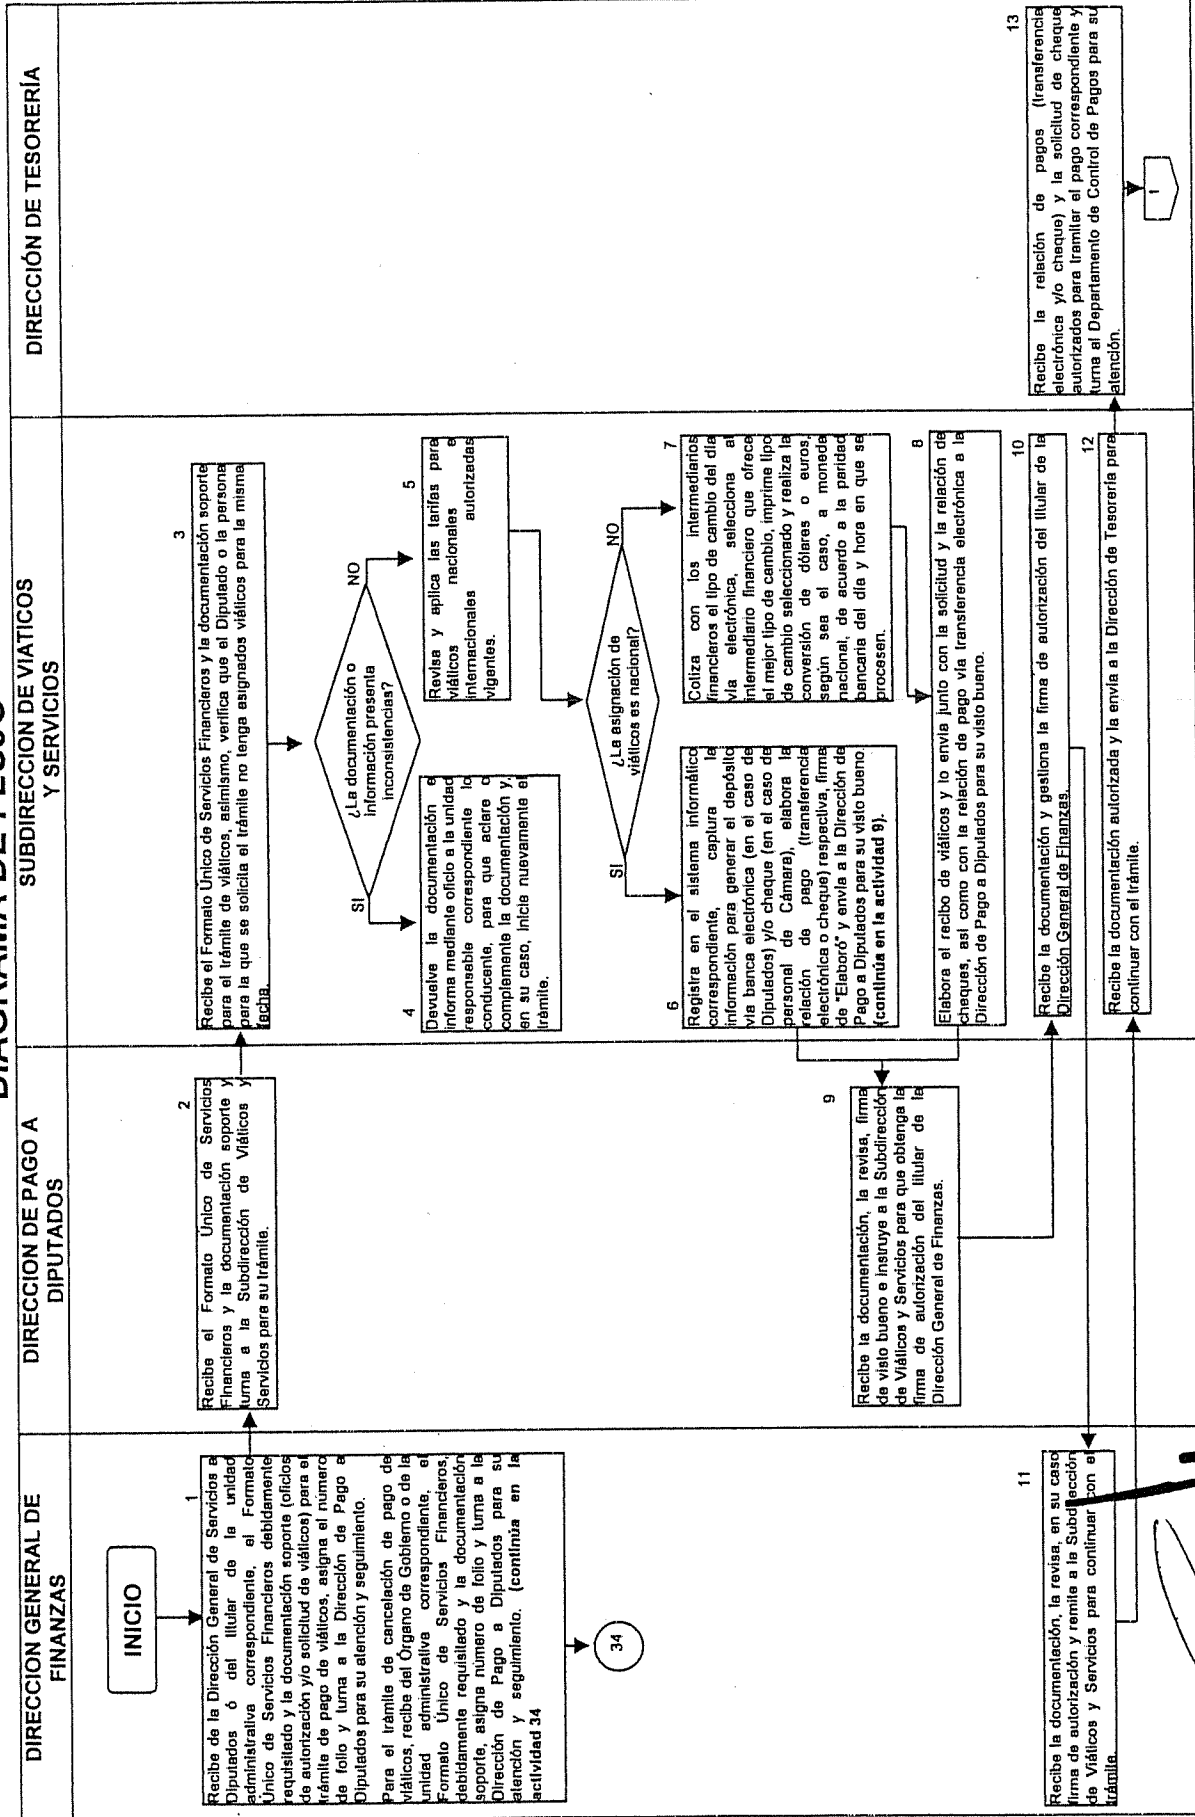 DIRECCION GENERAL DE
FINANZAS
DIRECCION DE PAGO A
DIPUTADOS
SUBDIRECCION DE VIATICOS
Y SERVICIOS
DIRECCIÓN DE TESORERÍA
INICIO
1
Recibe de la Dirección General de Servicios a
Diputados ó del titular de la unidad
administrativa correspondiente, el Formato
Único de Servicios Financieros debidamente
requisitado y la documentación soporte (oficios
de autorización y/o solicitud de viáticos) para el
trámite de pago de viáticos, asigna el número
de folio y turna a la Dirección de Pago a
Diputados para su atención y seguimiento.
Para el trámite de cancelación de pago de
viáticos, recibe del Órgano de Gobierno o de la
unidad administrativa correspondiente, el
Formato Único de Servicios Financieros,
debidamente requisitado y la documentación
soporte, asigna número de folio y turna a la
Dirección de Pago a Diputados para su
atención y seguimiento. (continúa en la
actividad 34
34
2
Recibe el Formato Único de Servicios
Financieros y la documentación soporte y
turna a la Subdirección de Viáticos y
Servicios para su trámite.
3
Recibe el Formato Unico de Servicios Financieros y la documentación soporte
para el trámite de viáticos, asimismo, verifica que el Diputado o la persona
para la que se solicita el trámite no tenga asignados viáticos para la misma
fecha.
¿La documentación o
información presenta
inconsistencias?
SI
NO
4
Devuelve la documentación e
informa mediante oficio a la unidad
responsable correspondiente lo
conducente, para que aclare o
complemente la documentación y,
en su caso, inicie nuevamente el
trámite.
5
Revisa y aplica las tarifas para
viáticos nacionales e
internacionales autorizadas
vigentes.
¿La asignación de
viáticos es nacional?
SI
NO
6
Registra en el sistema informático
correspondiente, captura la
información para generar el depósito
vía banca electrónica (en el caso de
Diputados) y/o cheque (en el caso de
personal de Cámara), elabora la
relación de pago (transferencia
electrónica o cheque) respectiva, firma
de "Elaboró" y envía a la Dirección de
Pago a Diputados para su visto bueno.
(continúa en la actividad 9).
7
Cotiza con los intermediarios
financieros el tipo de cambio del día
vía electrónica, selecciona al
intermediario financiero que ofrece
el mejor tipo de cambio, imprime tipo
de cambio seleccionado y realiza la
conversión de dólares o euros,
según sea el caso, a moneda
nacional, de acuerdo a la paridad
bancaria del día y hora en que se
procesen.
8
Elabora el recibo de viáticos y lo envía junto con la solicitud y la relación de
cheques, así como con la relación de pago vía transferencia electrónica a la
Dirección de Pago a Diputados para su visto bueno.
9
Recibe la documentación, la revisa, firma
de visto bueno e instruye a la Subdirección
de Viáticos y Servicios para que obtenga la
firma de autorización del titular de la
Dirección General de Finanzas.
10
Recibe la documentación y gestiona la firma de autorización del titular de la
Dirección General de Finanzas.
11
Recibe la documentación, la revisa, en su caso
firma de autorización y remite a la Subdirección
de Viáticos y Servicios para continuar con el
trámite.
12
Recibe la documentación autorizada y la envía a la Dirección de Tesorería para
continuar con el trámite.
13
Recibe la relación de pagos (transferencia
electrónica y/o cheque) y la solicitud de cheque
autorizados para tramitar el pago correspondiente y
turna al Departamento de Control de Pagos para su
atención.
1